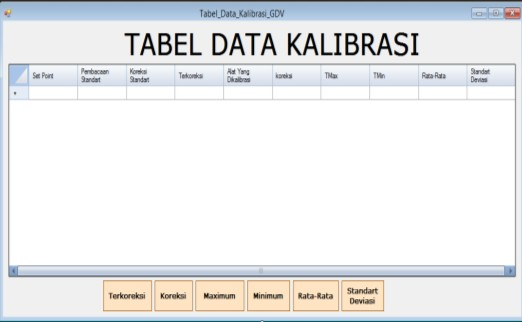 Tabel_Data_Kalibrasi_GDV
TABEL DATA KALIBRASI
Set Point
Pembacaan Standart
Koreksi Standart
Terkoreksi
Alat Yang Dikalibrasi
koreksi
TMax
TMin
Rata-Rata
Standart Deviasi
Terkoreksi
Koreksi
Maximum
Minimum
Rata-Rata
Standart Deviasi